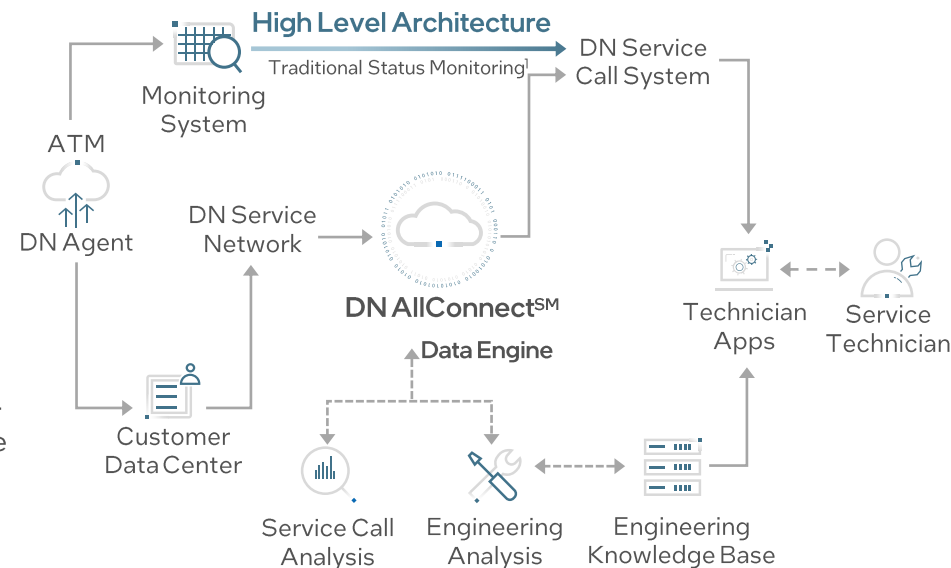 High Level Architecture
Traditional Status Monitoring¹
DN Service
Call System
Monitoring
System
ATM
DN Agent
DN Service
Network
DN AllConnect℠
Data Engine
Technician
Apps
Service
Technician
Customer
Data Center
e
Service Call
Analysis
Engineering
Analysis
Engineering
Knowledge Base